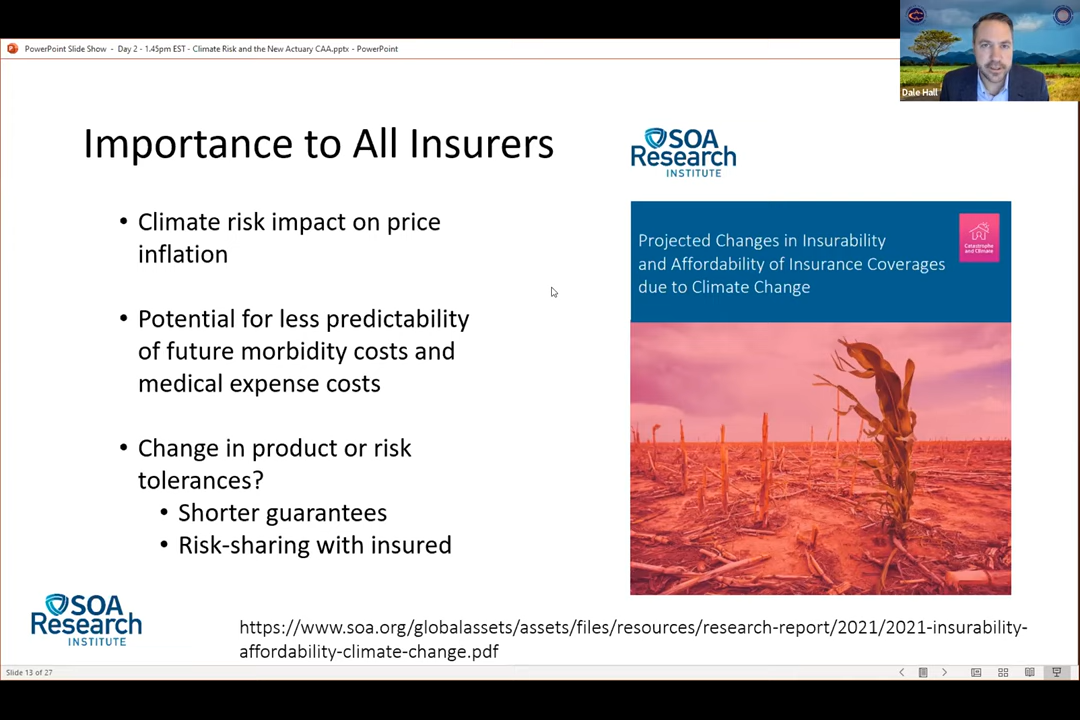 PowerPoint Slide Show - Day 2 - 1.45pm EST - Climate Risk and the New Actuary CAA.pptx - PowerPoint
Dale Hall
Importance to All Insurers
SOA
Research
INSTITUTE
• Climate risk impact on price
inflation
• Potential for less predictability
of future morbidity costs and
medical expense costs
• Change in product or risk
tolerances?
• Shorter guarantees
• Risk-sharing with insured
Projected Changes in Insurability
and Affordability of Insurance Coverages
due to Climate Change
Catastrophe
and Climate
SOA
Research
INSTITUTE
https://www.soa.org/globalassets/assets/files/resources/research-report/2021/2021-insurability-
affordability-climate-change.pdf
Slide 13 of 27